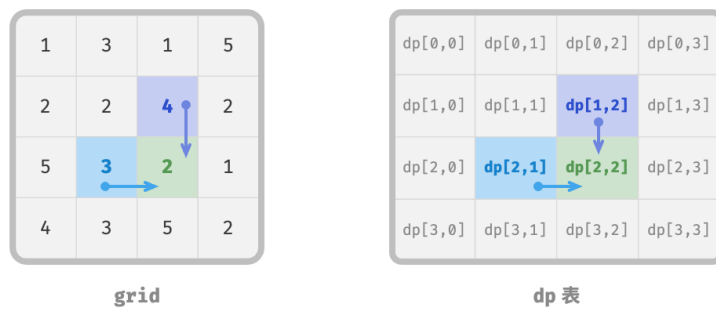 1 3 1 5
2 2 4 2
5 3 2 1
4 3 5 2
grid
dp[0,0] dp[0,1] dp[0,2] dp[0,3]
dp[1,0] dp[1,1] dp[1,2] dp[1,3]
dp[2,0] dp[2,1] dp[2,2] dp[2,3]
dp[3,0] dp[3,1] dp[3,2] dp[3,3]
dp 表